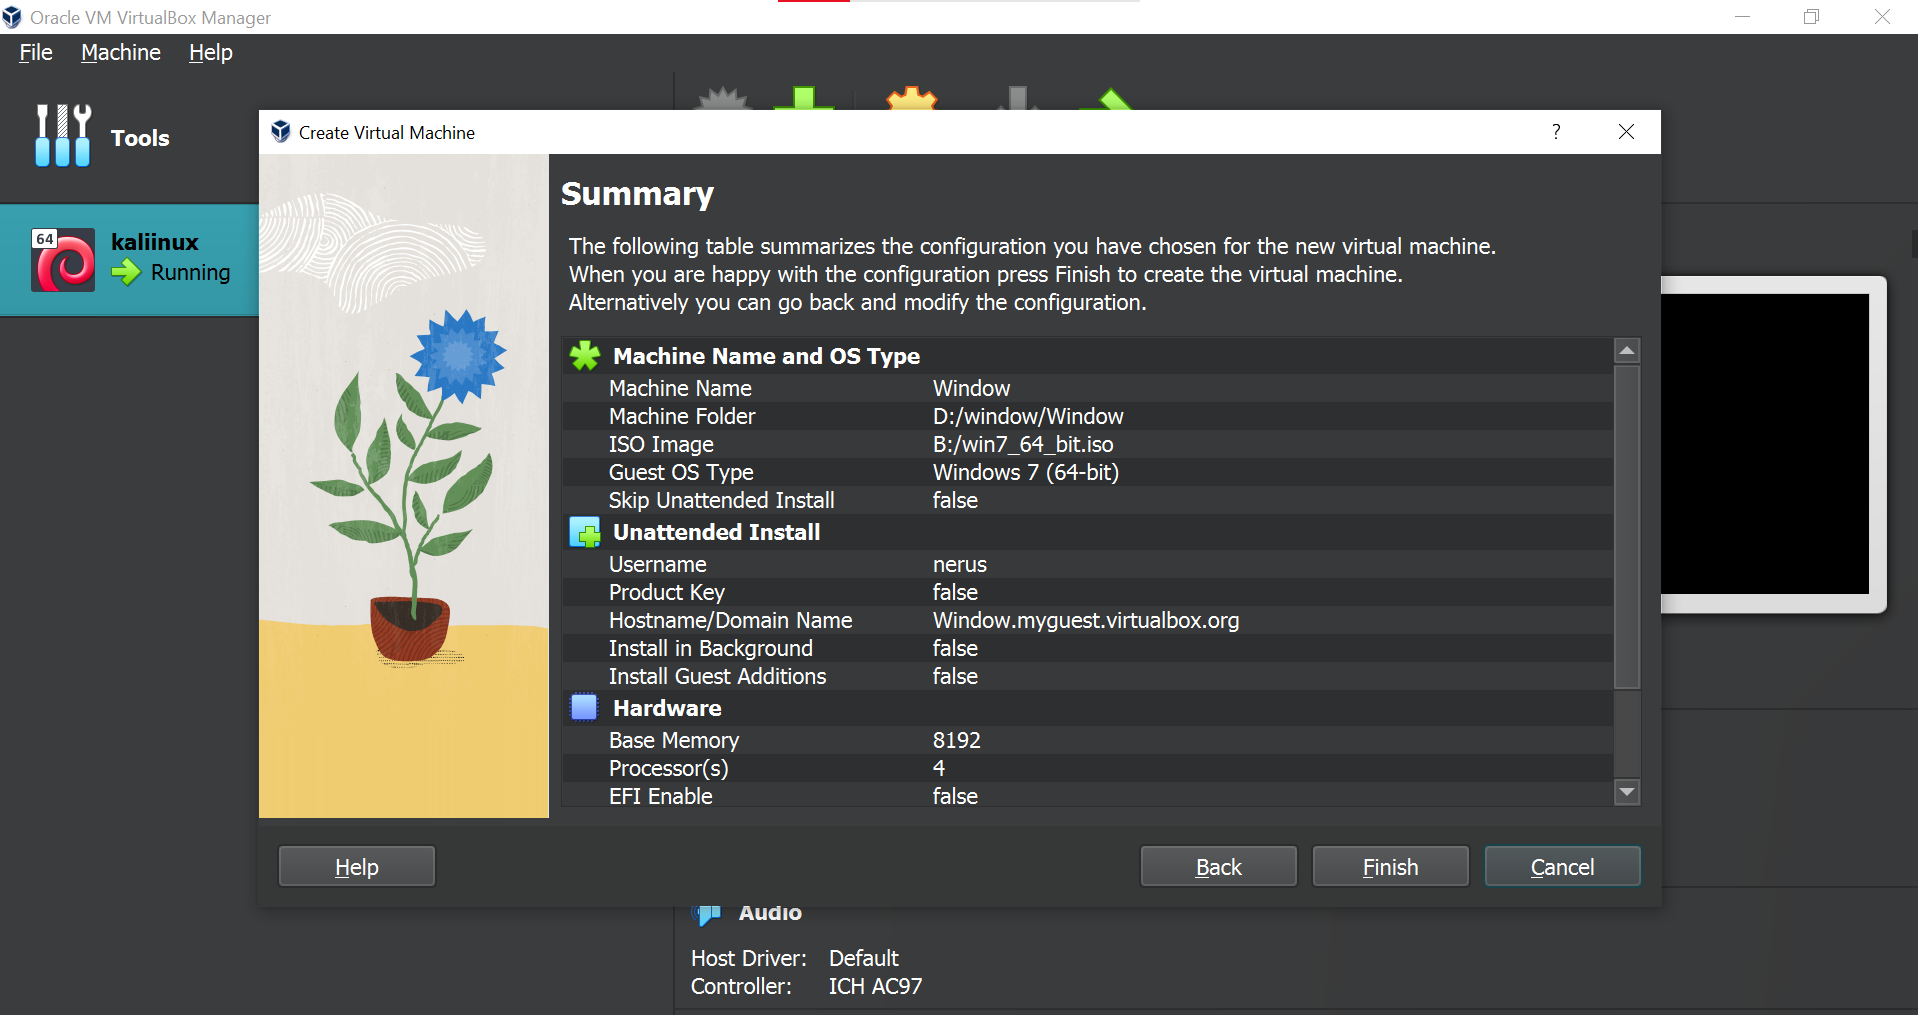 Oracle VM VirtualBox Manager
File Machine Help
Tools
64
kaliinux
Running
Create Virtual Machine
?
Summary
The following table summarizes the configuration you have chosen for the new virtual machine.
When you are happy with the configuration press Finish to create the virtual machine.
Alternatively you can go back and modify the configuration.
Machine Name and OS Type
Machine Name Window
Machine Folder D:/window/Window
ISO Image B:/win7_64_bit.iso
Guest OS Type Windows 7 (64-bit)
Skip Unattended Install false
Unattended Install
Username nerus
Product Key false
Hostname/Domain Name Window.myguest.virtualbox.org
Install in Background false
Install Guest Additions false
Hardware
Base Memory 8192
Processor(s) 4
EFI Enable false
Help Back Finish Cancel
Audio
Host Driver: Default
Controller: ICH AC97